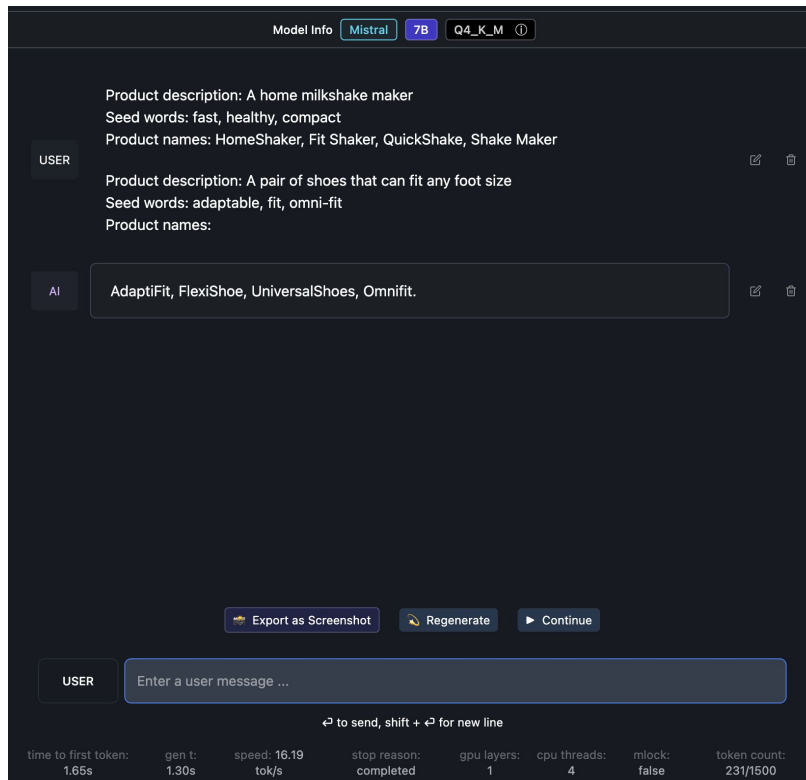 Model Info Mistral 7B Q4_K_M ⓘ
Product description: A home milkshake maker
Seed words: fast, healthy, compact
Product names: HomeShaker, Fit Shaker, QuickShake, Shake Maker
USER
Product description: A pair of shoes that can fit any foot size
Seed words: adaptable, fit, omni-fit
Product names:
AI
AdaptiFit, FlexiShoe, UniversalShoes, Omnifit.
Export as Screenshot Regenerate Continue
USER Enter a user message ...
↵ to send, shift + ↵ for new line
time to first token: gen t: speed: 16.19 stop reason: gpu layers: cpu threads: mlock: token count:
1.65s 1.30s tok/s completed 1 4 false 231/1500